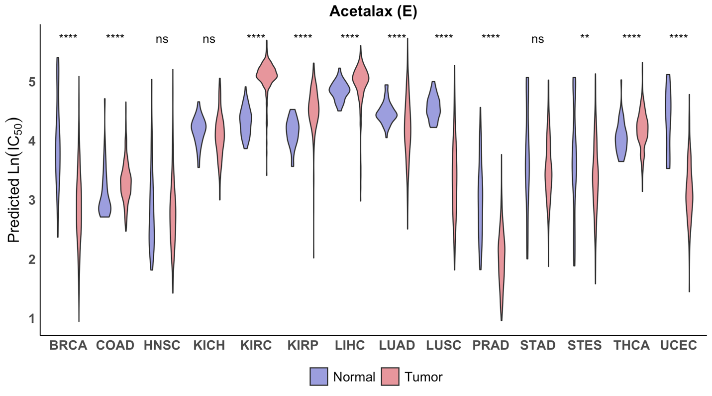 Acetalax (E)
**** **** ns ns **** **** **** **** **** **** ns ** **** ****
Predicted Ln(IC50)
5
4
3
2
1
BRCA COAD HNSC KICH KIRC KIRP LIHC LUAD LUSC PRAD STAD STES THCA UCEC
Normal Tumor